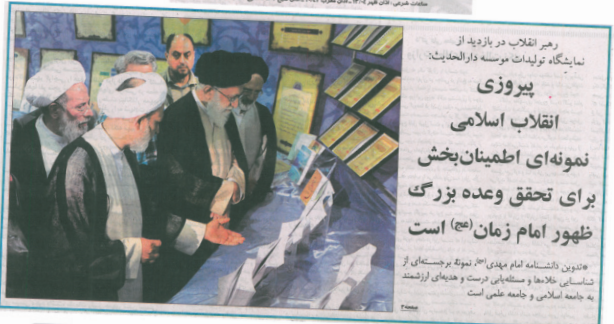 رهبر انقلاب در بازدید از
نمایشگاه تولیدات موسسه دارالحدیث:
پیروزی
انقلاب اسلامی
نمونه‌ای اطمینان‌بخش
برای تحقق وعده بزرگ
ظهور امام زمان(عج) است
*تدوین دانشنامه امام مهدی(عج) نمونهٔ برجسته‌ای از
شناسایی خلاءها و مسئله‌یابی درست و هدیه‌ای ارزشمند
به جامعه اسلامی و جامعه علمی است
صفحه۳